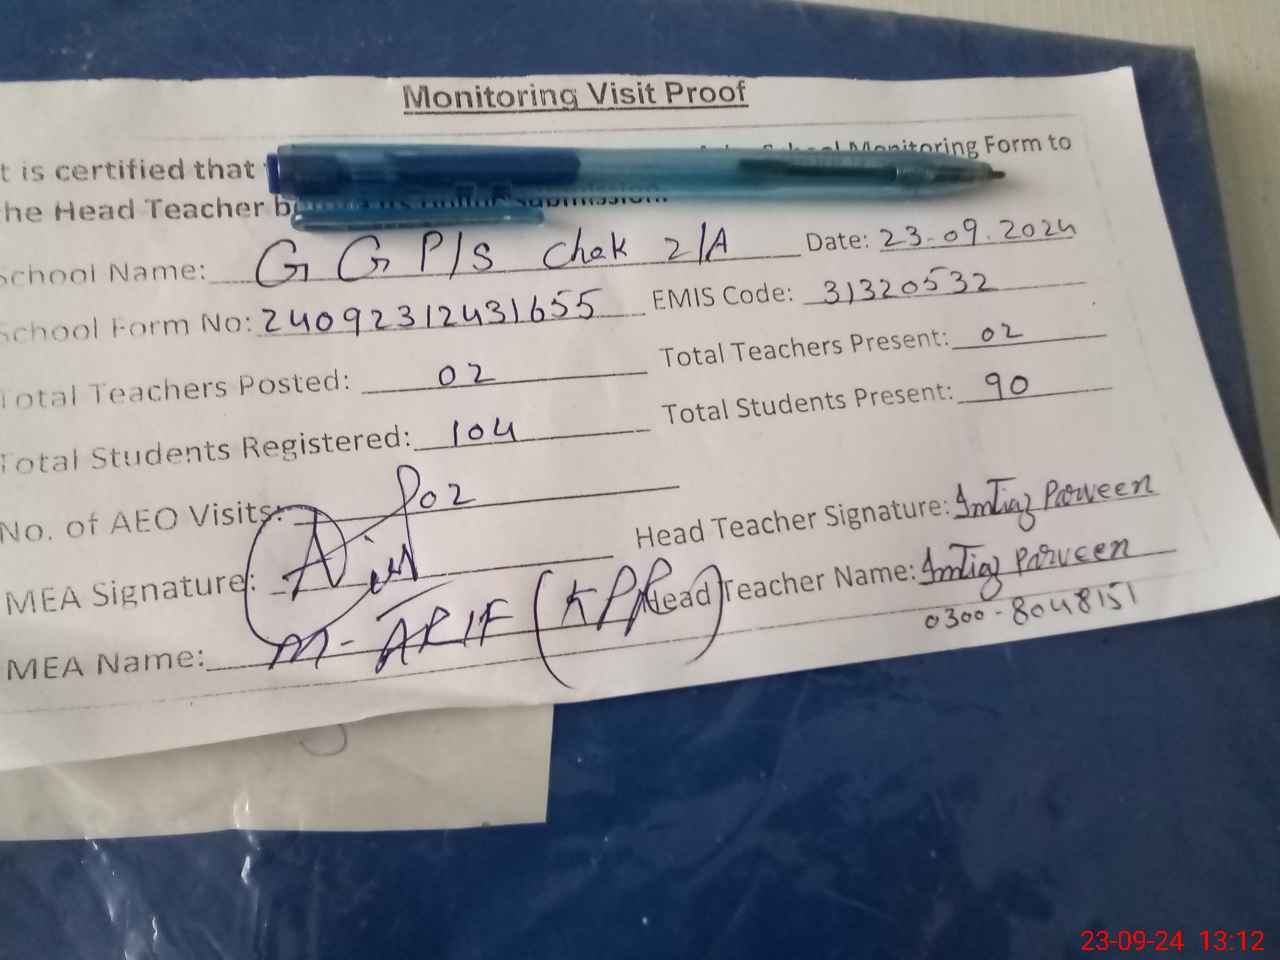 Monitoring Visit Proof
t is certified that School Monitoring Form to
he Head Teacher submission.
School Name: G G P/S Chak 21/A Date: 23.09.2024
School Form No: 24092312431655 EMIS Code: 31320532
Total Teachers Posted: 02 Total Teachers Present: 02
Total Students Registered: 104 Total Students Present: 90
No. of AEO Visits: 02
MEA Signature: Head Teacher Signature: Imtiaz Parveen
MEA Name: M-ARIF Head Teacher Name: Imtiaz Parveen
0300-8048151
23-09-24 13:12